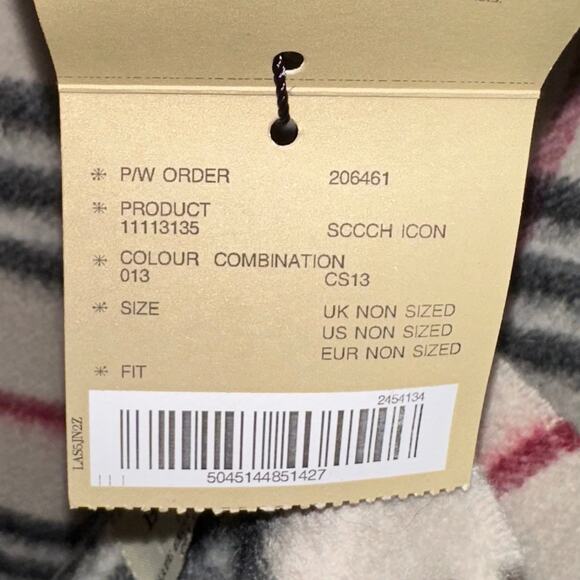 * P/W ORDER 206461
* PRODUCT
11113135 SCCCH ICON
* COLOUR COMBINATION
013 CS13
* SIZE UK NON SIZED
US NON SIZED
EUR NON SIZED
* FIT
2454134
5045144851427
LAS5JN2Z